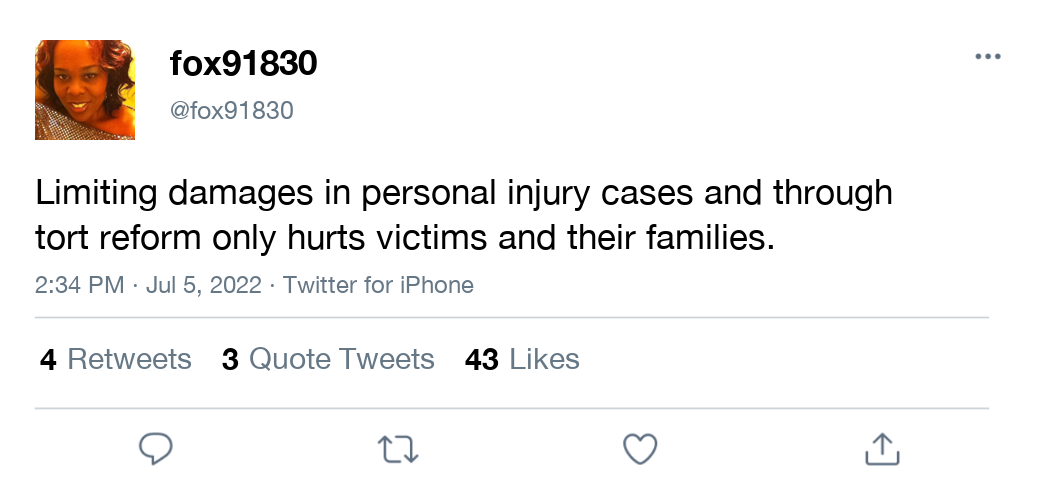 fox91830
@fox91830
Limiting damages in personal injury cases and through
tort reform only hurts victims and their families.
2:34 PM · Jul 5, 2022 · Twitter for iPhone
4 Retweets 3 Quote Tweets 43 Likes